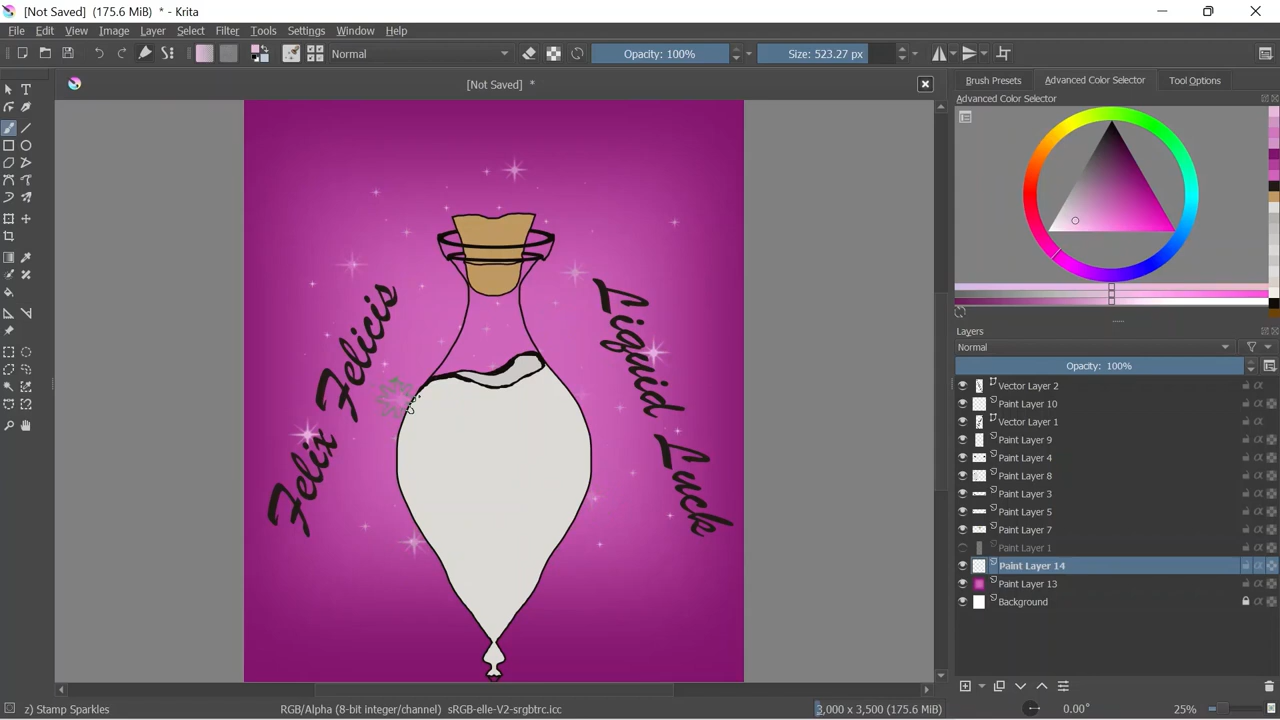 [Not Saved] (175.6 MiB) * - Krita
File Edit View Image Layer Select Filter Tools Settings Window Help
Normal Opacity: 100% Size: 523.27 px
[Not Saved] *
Brush Presets Advanced Color Selector Tool Options
Advanced Color Selector
Felix Felicis
Liquid Luck
Layers
Normal
Opacity: 100%
Vector Layer 2
Paint Layer 10
Vector Layer 1
Paint Layer 9
Paint Layer 4
Paint Layer 8
Paint Layer 3
Paint Layer 5
Paint Layer 7
Paint Layer 1
Paint Layer 14
Paint Layer 13
Background
z) Stamp Sparkles RGB/Alpha (8-bit integer/channel) sRGB-elle-V2-srgbtrc.icc 3,000 x 3,500 (175.6 MiB) 0.00° 25%